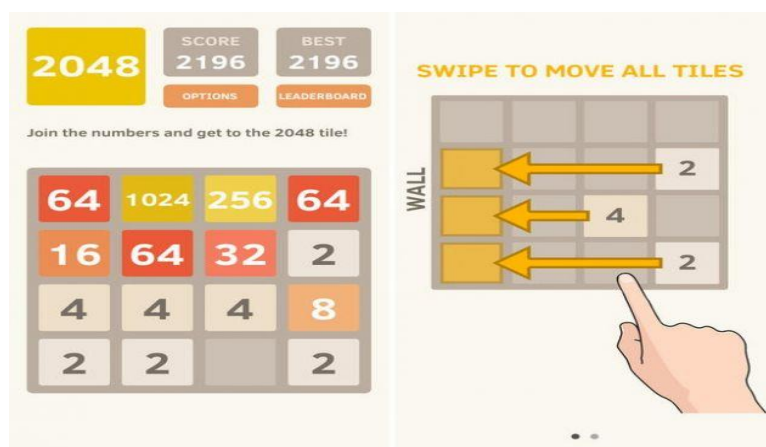 2048
SCORE
2196
BEST
2196
OPTIONS
LEADERBOARD
Join the numbers and get to the 2048 tile!
64 1024 256 64
16 64 32 2
4 4 4 8
2 2 2
SWIPE TO MOVE ALL TILES
WALL
2
4
2